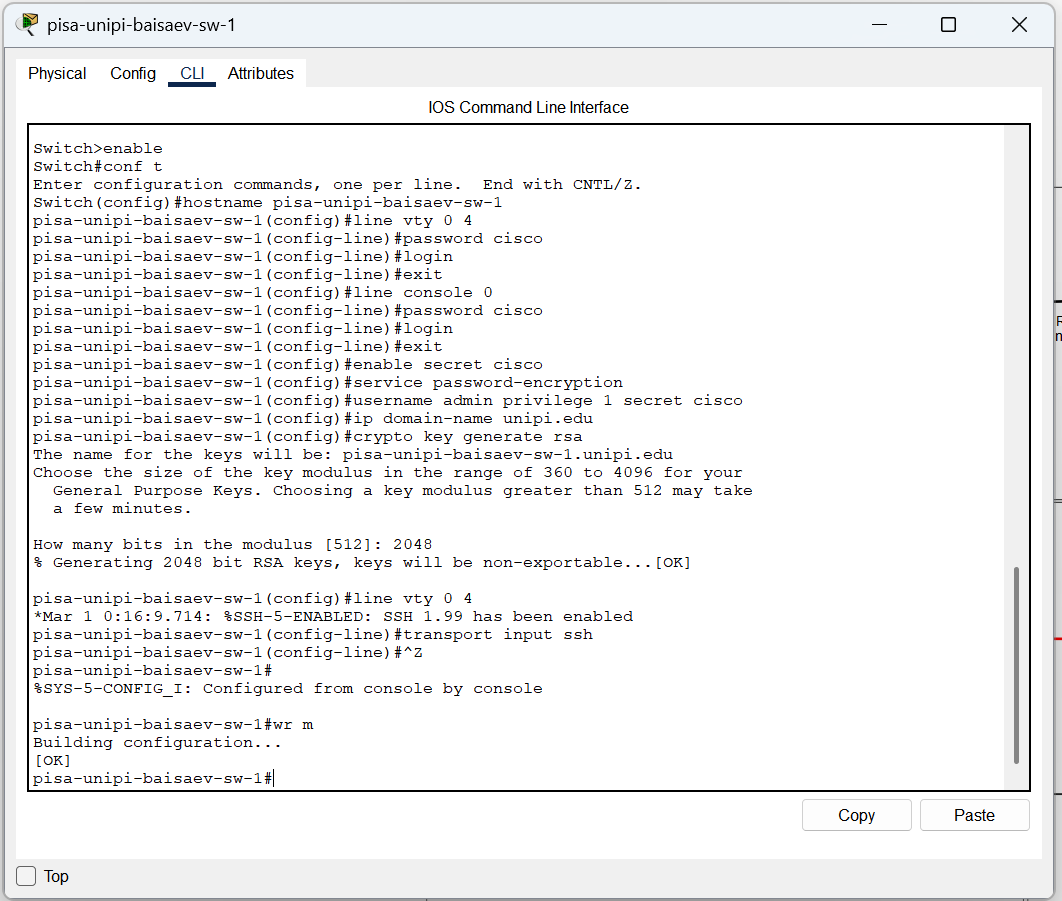 pisa-unipi-baisaev-sw-1
Physical Config CLI Attributes
IOS Command Line Interface
Switch>enable
Switch#conf t
Enter configuration commands, one per line.  End with CNTL/Z.
Switch(config)#hostname pisa-unipi-baisaev-sw-1
pisa-unipi-baisaev-sw-1(config)#line vty 0 4
pisa-unipi-baisaev-sw-1(config-line)#password cisco
pisa-unipi-baisaev-sw-1(config-line)#login
pisa-unipi-baisaev-sw-1(config-line)#exit
pisa-unipi-baisaev-sw-1(config)#line console 0
pisa-unipi-baisaev-sw-1(config-line)#password cisco
pisa-unipi-baisaev-sw-1(config-line)#login
pisa-unipi-baisaev-sw-1(config-line)#exit
pisa-unipi-baisaev-sw-1(config)#enable secret cisco
pisa-unipi-baisaev-sw-1(config)#service password-encryption
pisa-unipi-baisaev-sw-1(config)#username admin privilege 1 secret cisco
pisa-unipi-baisaev-sw-1(config)#ip domain-name unipi.edu
pisa-unipi-baisaev-sw-1(config)#crypto key generate rsa
The name for the keys will be: pisa-unipi-baisaev-sw-1.unipi.edu
Choose the size of the key modulus in the range of 360 to 4096 for your
  General Purpose Keys. Choosing a key modulus greater than 512 may take
  a few minutes.
How many bits in the modulus [512]: 2048
% Generating 2048 bit RSA keys, keys will be non-exportable...[OK]
pisa-unipi-baisaev-sw-1(config)#line vty 0 4
*Mar 1 0:16:9.714: %SSH-5-ENABLED: SSH 1.99 has been enabled
pisa-unipi-baisaev-sw-1(config-line)#transport input ssh
pisa-unipi-baisaev-sw-1(config-line)#^Z
pisa-unipi-baisaev-sw-1#
%SYS-5-CONFIG_I: Configured from console by console
pisa-unipi-baisaev-sw-1#wr m
Building configuration...
[OK]
pisa-unipi-baisaev-sw-1#
Copy Paste
Top